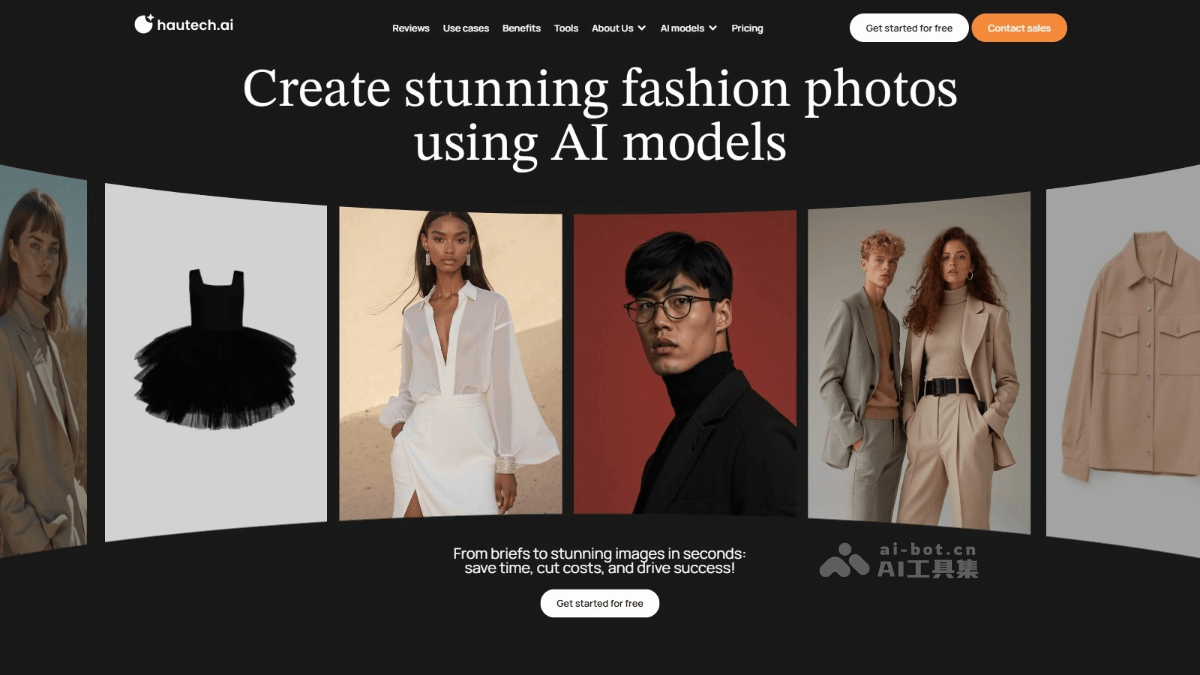 hautech.ai
Reviews Use cases Benefits Tools About Us AI models Pricing
Get started for free Contact sales
Create stunning fashion photos
using AI models
From briefs to stunning images in seconds:
save time, cut costs, and drive success!
ai-bot.cn
AI工具集
Get started for free